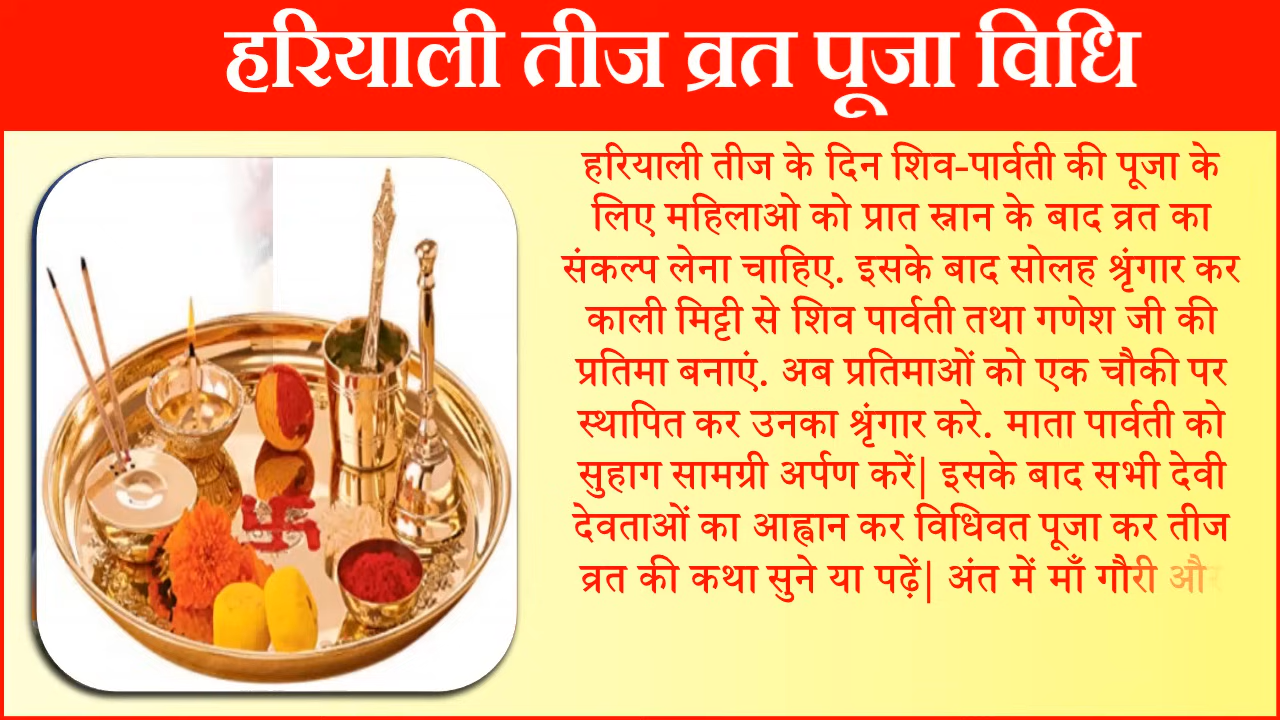 हरियाली तीज व्रत पूजा विधि
हरियाली तीज के दिन शिव-पार्वती की पूजा के
लिए महिलाओ को प्रात स्नान के बाद व्रत का
संकल्प लेना चाहिए. इसके बाद सोलह श्रृंगार कर
काली मिट्टी से शिव पार्वती तथा गणेश जी की
प्रतिमा बनाएं. अब प्रतिमाओं को एक चौकी पर
स्थापित कर उनका श्रृंगार करे. माता पार्वती को
सुहाग सामग्री अर्पण करें| इसके बाद सभी देवी
देवताओं का आह्वान कर विधिवत पूजा कर तीज
व्रत की कथा सुने या पढ़ें| अंत में माँ गौरी